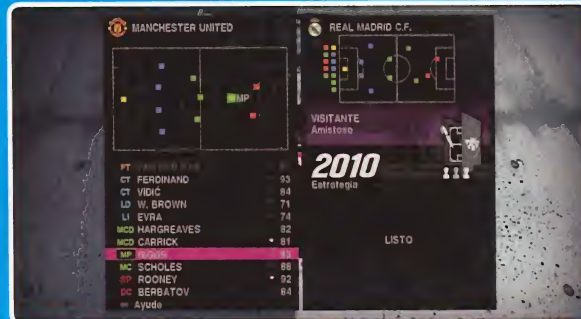 MANCHESTER UNITED
MP
PT
CT FERDINAND 93
CT VIDIĆ 84
LD W. BROWN 71
LI EVRA 74
MCD HARGREAVES 82
MCD CARRICK 81
MP GIGGS
MC SCHOLES
SP ROONEY 92
DC BERBATOV 84
Ayuda
REAL MADRID C.F.
VISITANTE
Amistoso
2010
Estrategia
LISTO